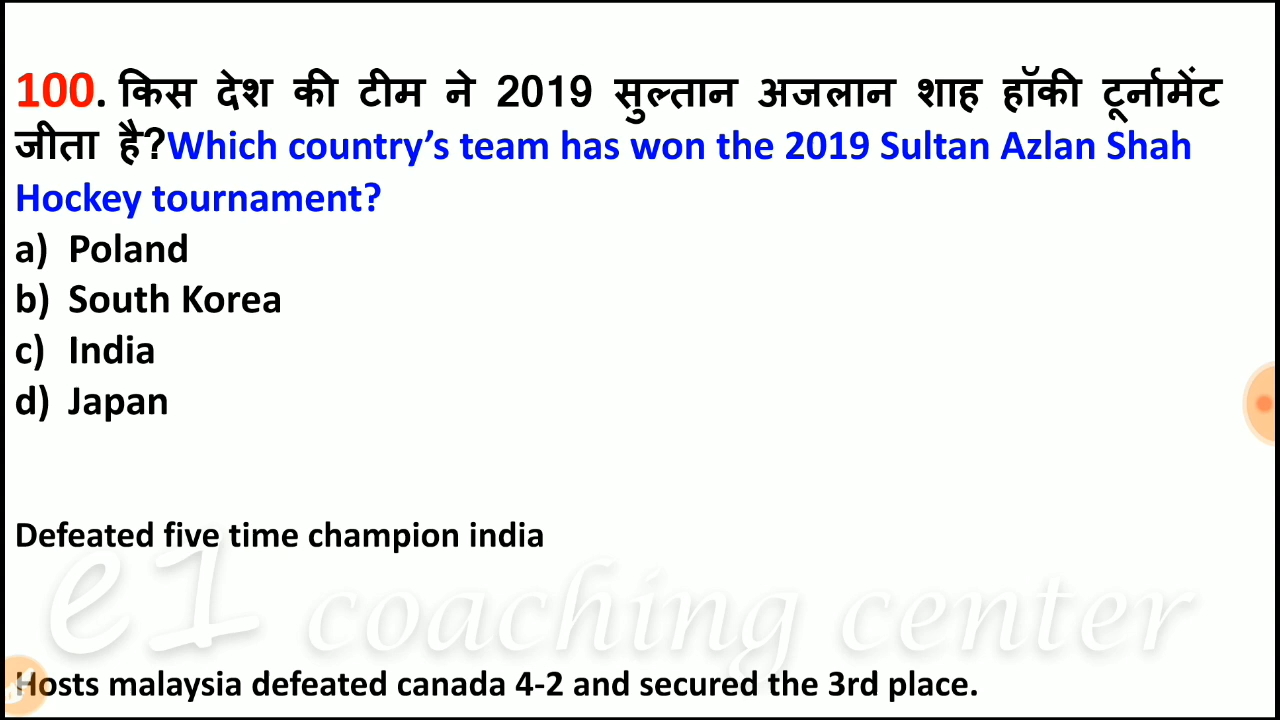 100. किस देश की टीम ने 2019 सुल्तान अजलान शाह हॉकी टूर्नामेंट
जीता है?Which country’s team has won the 2019 Sultan Azlan Shah
Hockey tournament?
a) Poland
b) South Korea
c) India
d) Japan
Defeated five time champion india
e1 coaching center
Hosts malaysia defeated canada 4-2 and secured the 3rd place.